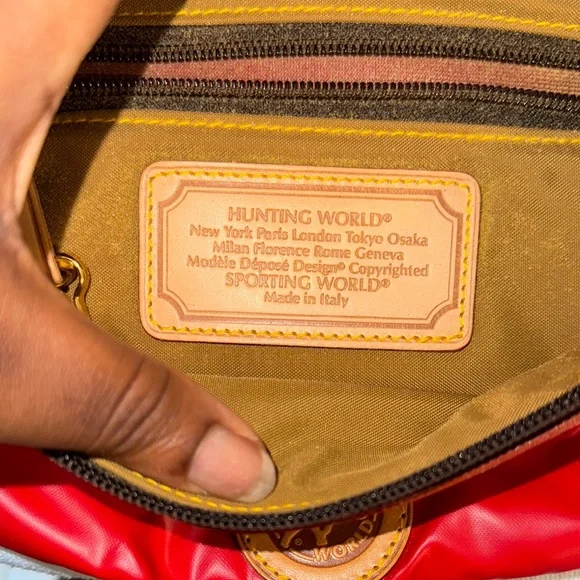 HUNTING WORLD®
New York Paris London Tokyo Osaka
Milan Florence Rome Geneva
Modèle Déposé Design® Copyrighted
SPORTING WORLD®
Made in Italy
WORLD